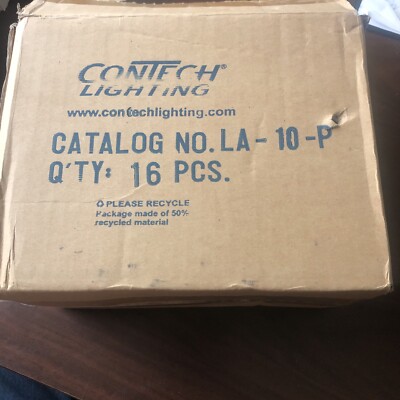 CONTECH®
LIGHTING
www.contechlighting.com
CATALOG NO. LA-10-P
Q'TY: 16 PCS.
♻ PLEASE RECYCLE
Package made of 50%
recycled material